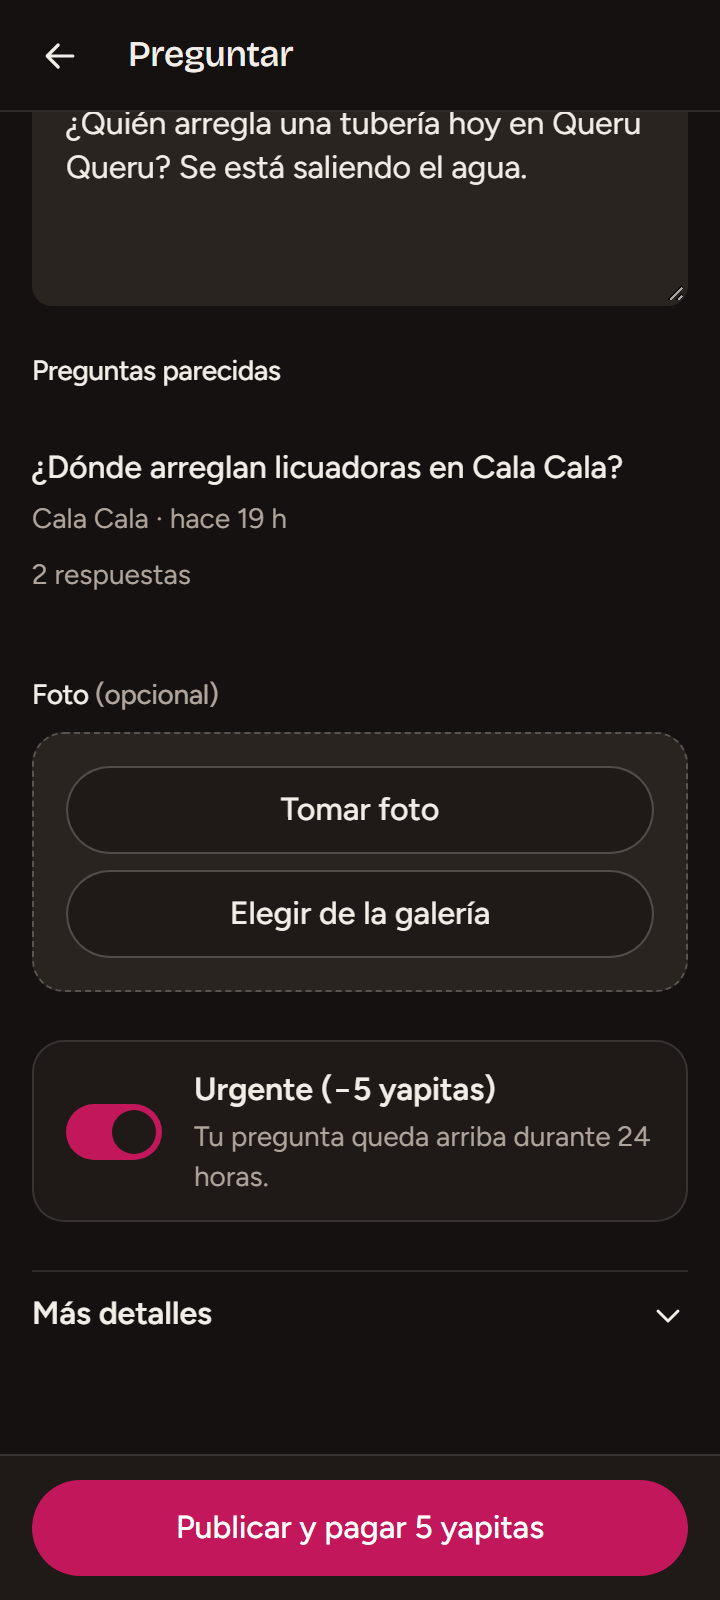 Preguntar
¿Quién arregla una tubería hoy en Queru
Queru? Se está saliendo el agua.
Preguntas parecidas
¿Dónde arreglan licuadoras en Cala Cala?
Cala Cala · hace 19 h
2 respuestas
Foto (opcional)
Tomar foto
Elegir de la galería
Urgente (−5 yapitas)
Tu pregunta queda arriba durante 24
horas.
Más detalles
Publicar y pagar 5 yapitas